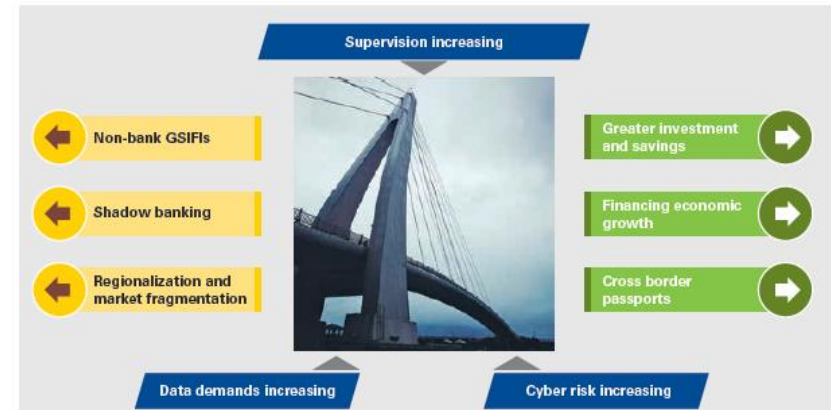 Supervision increasing
Non-bank GSIFIs
Shadow banking
Regionalization and
market fragmentation
Greater investment
and savings
Financing economic
growth
Cross border
passports
Data demands increasing
Cyber risk increasing